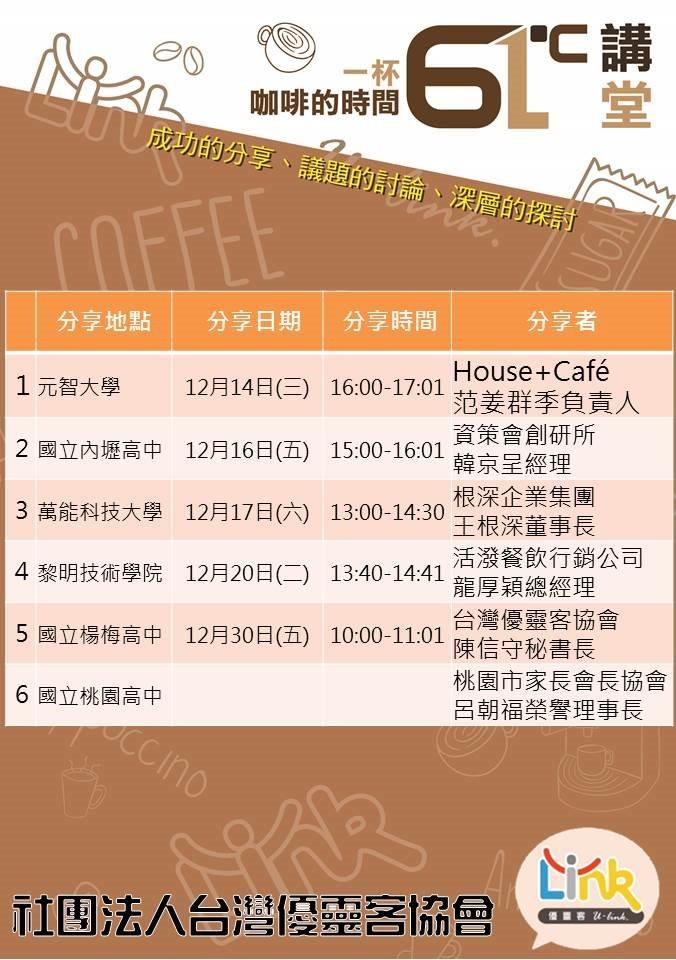 Link
一杯
咖啡的時間
61°C
講堂
成功的分享、議題的討論、深層的探討
U-link.
COFFEE
SUGAR
分享地點 分享日期 分享時間 分享者
1 元智大學 12月14日(三) 16:00-17:01 House+Café
范姜群季負責人
2 國立內壢高中 12月16日(五) 15:00-16:01 資策會創研所
韓京呈經理
3 萬能科技大學 12月17日(六) 13:00-14:30 根深企業集團
王根深董事長
4 黎明技術學院 12月20日(二) 13:40-14:41 活潑餐飲行銷公司
龍厚穎總經理
5 國立楊梅高中 12月30日(五) 10:00-11:01 台灣優靈客協會
陳信守秘書長
6 國立桃園高中 桃園市家長會長協會
呂朝福榮譽理事長
ppuccino
Link
社團法人台灣優靈客協會
Link
優靈客 U-link.